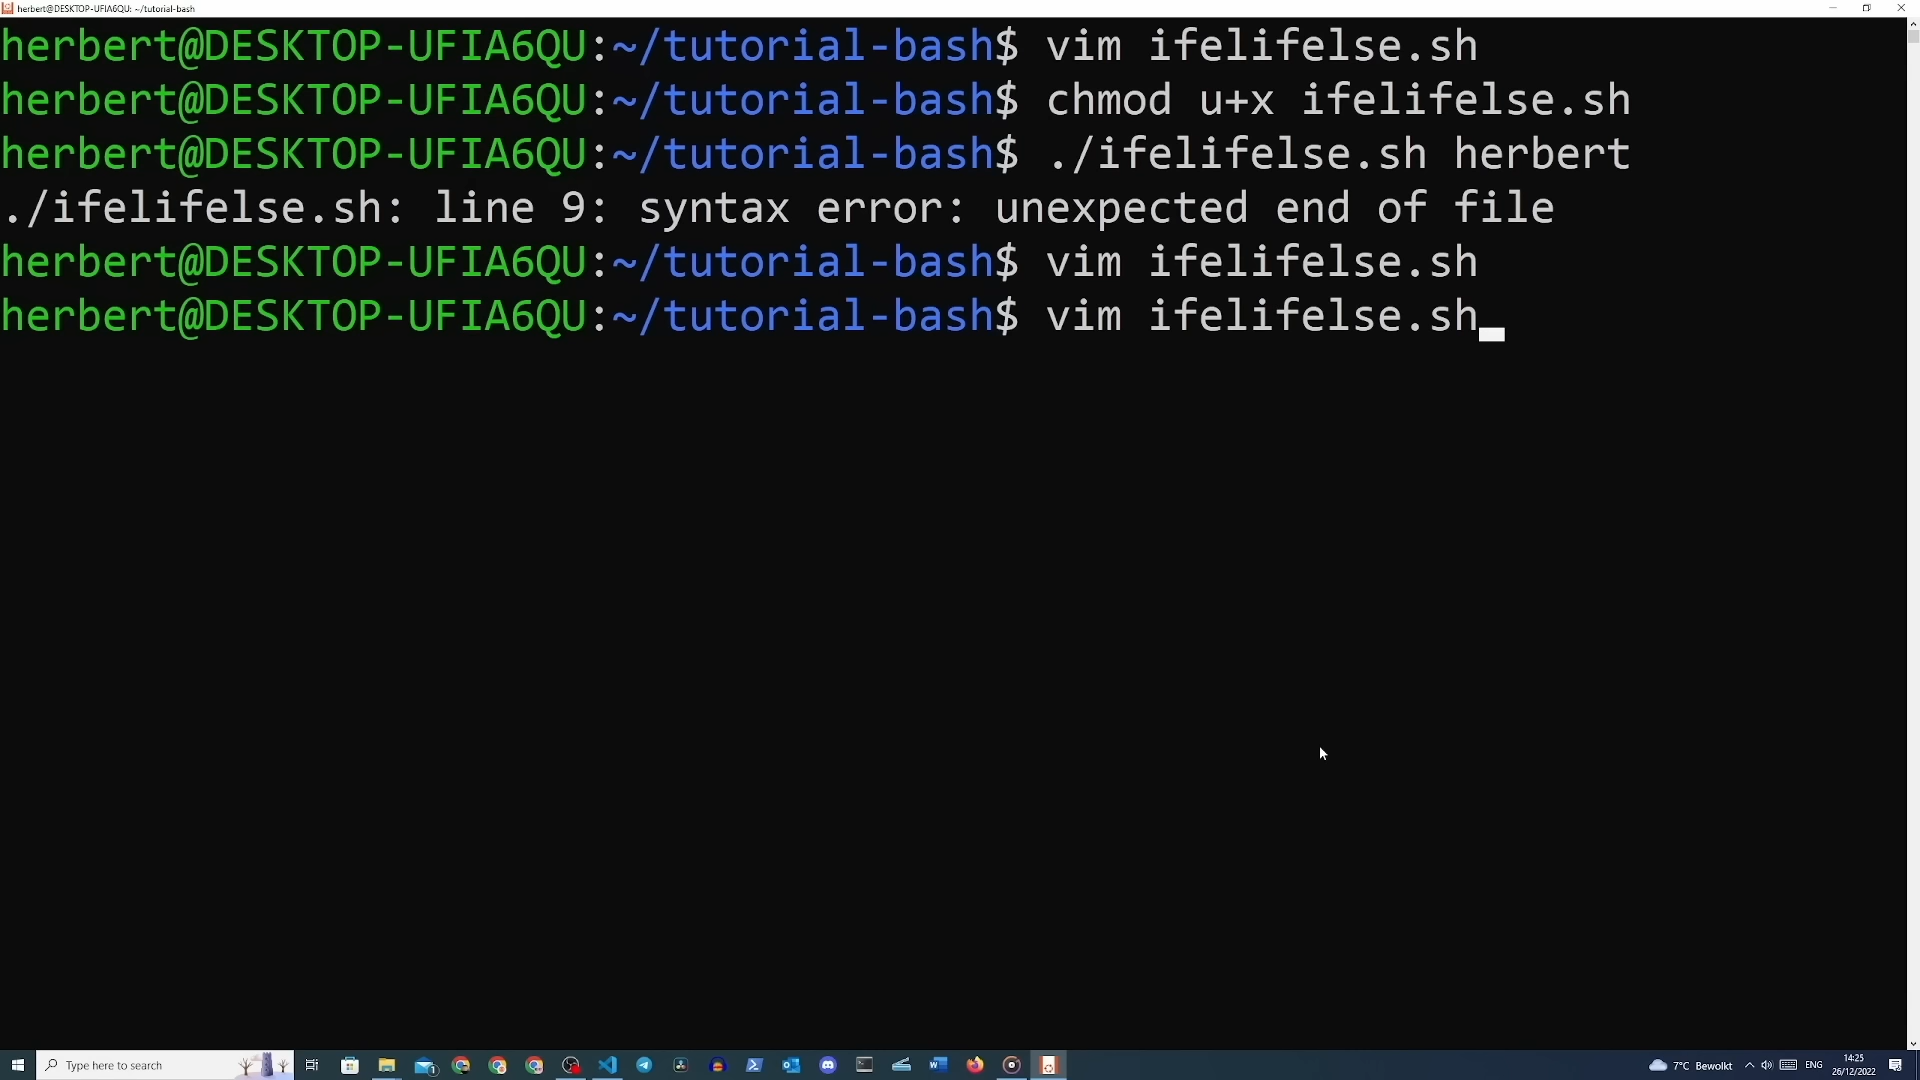 herbert@DESKTOP-UFIA6QU: ~/tutorial-bash
herbert@DESKTOP-UFIA6QU:~/tutorial-bash$ vim ifelifelse.sh
herbert@DESKTOP-UFIA6QU:~/tutorial-bash$ chmod u+x ifelifelse.sh
herbert@DESKTOP-UFIA6QU:~/tutorial-bash$ ./ifelifelse.sh herbert
./ifelifelse.sh: line 9: syntax error: unexpected end of file
herbert@DESKTOP-UFIA6QU:~/tutorial-bash$ vim ifelifelse.sh
herbert@DESKTOP-UFIA6QU:~/tutorial-bash$ vim ifelifelse.sh
Type here to search
7°C Bewolkt
ENG
14:25
26/12/2022